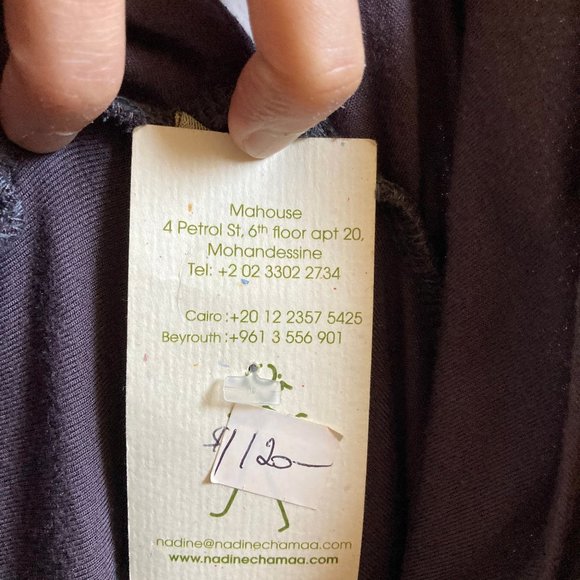 Mahouse
4 Petrol St, 6th floor apt 20,
Mohandessine
Tel: +2 02 3302 2734
Cairo :+20 12 2357 5425
Beyrouth :+961 3 556 901
$ 120-
nadine@nadinechamaa.com
www.nadinechamaa.com